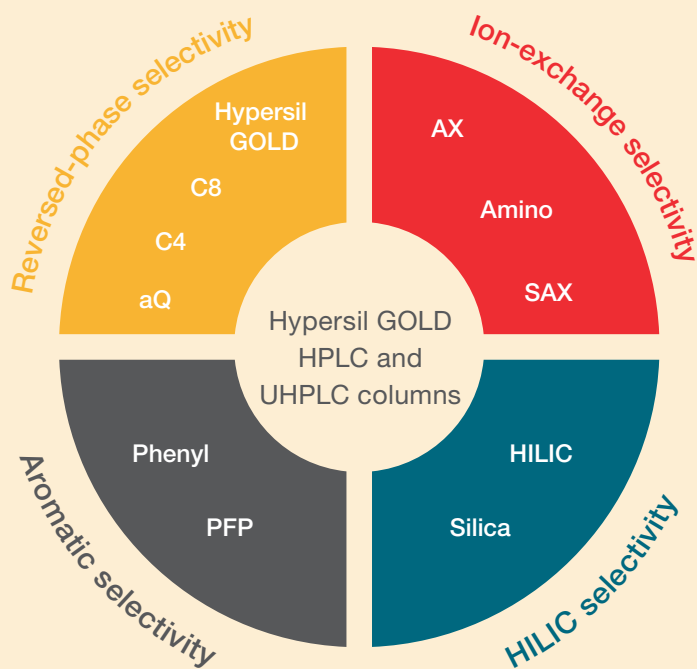 Reversed-phase selectivity
Hypersil
GOLD
C8
C4
aQ
Ion-exchange selectivity
AX
Amino
SAX
Hypersil GOLD
HPLC and
UHPLC columns
Aromatic selectivity
Phenyl
PFP
HILIC selectivity
HILIC
Silica